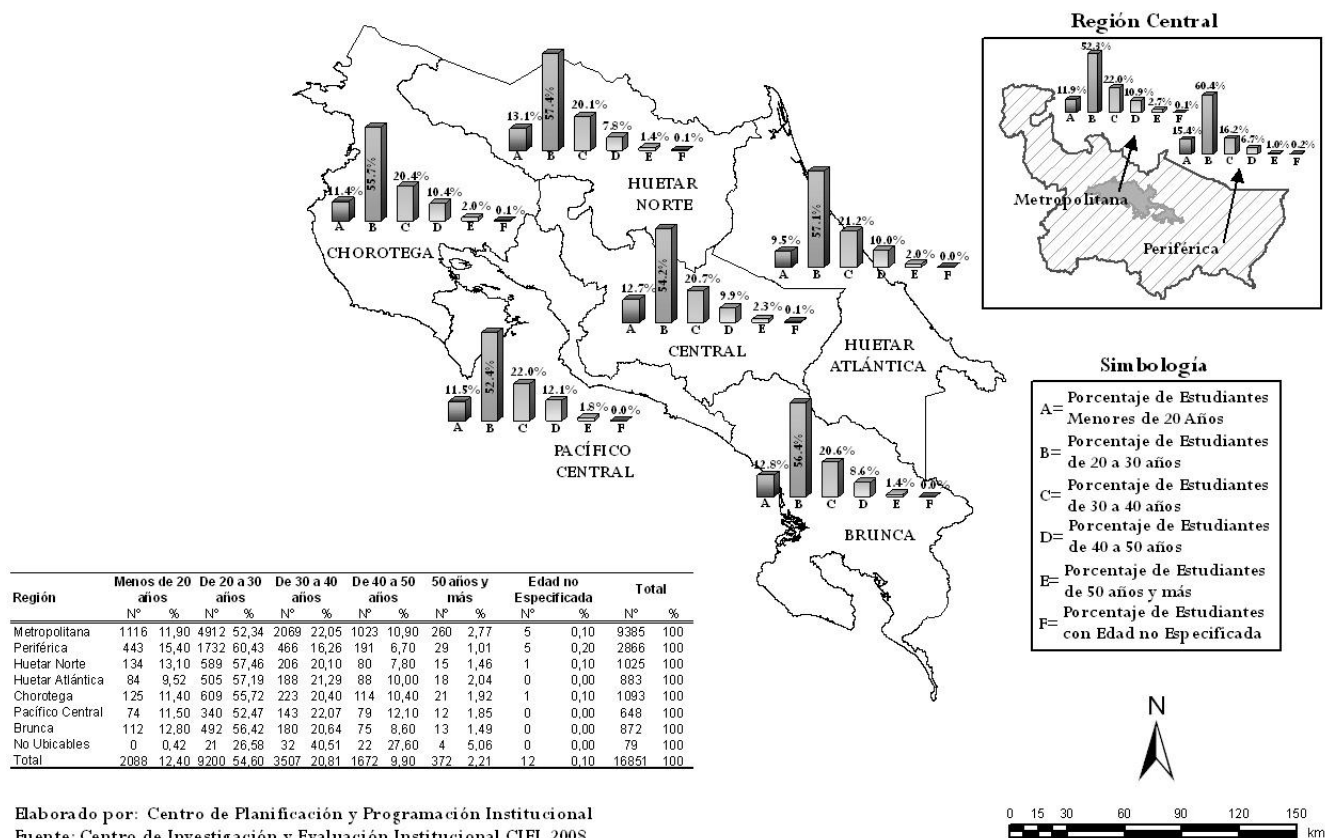 Región Central
52.3%
11.9%
22.0%
10.9%
2.7%
0.1%
A B C D E F
60.4%
15.4%
16.2%
6.7%
1.0%
0.2%
A B C D E F
Metropolitana
Periférica
13.1%
57.4%
20.1%
7.8%
1.4%
0.1%
A B C D E F
HUETAR
NORTE
11.4%
55.7%
20.4%
10.4%
2.0%
0.1%
A B C D E F
CHOROTEGA
9.5%
57.1%
21.2%
10.0%
2.0%
0.0%
A B C D E F
HUETAR
ATLÁNTICA
12.7%
54.2%
20.7%
9.9%
2.3%
0.1%
A B C D E F
CENTRAL
11.5%
52.4%
22.0%
12.1%
1.8%
0.0%
A B C D E F
PACÍFICO
CENTRAL
12.8%
56.4%
20.6%
8.6%
1.4%
0.0%
A B C D E F
BRUNCA
Simbología
A= Porcentaje de Estudiantes
Menores de 20 Años
B= Porcentaje de Estudiantes
de 20 a 30 años
C= Porcentaje de Estudiantes
de 30 a 40 años
D= Porcentaje de Estudiantes
de 40 a 50 años
E= Porcentaje de Estudiantes
de 50 años y más
F= Porcentaje de Estudiantes
con Edad no Especificada
Región Menos de 20 años De 20 a 30 años De 30 a 40 años De 40 a 50 años 50 años y más Edad no Especificada Total
N° % N° % N° % N° % N° % N° % N° %
Metropolitana 1116 11,90 4912 52,34 2069 22,05 1023 10,90 260 2,77 5 0,10 9385 100
Periférica 443 15,40 1732 60,43 466 16,26 191 6,70 29 1,01 5 0,20 2866 100
Huetar Norte 134 13,10 589 57,46 206 20,10 80 7,80 15 1,46 1 0,10 1025 100
Huetar Atlántica 84 9,52 505 57,19 188 21,29 88 10,00 18 2,04 0 0,00 883 100
Chorotega 125 11,40 609 55,72 223 20,40 114 10,40 21 1,92 1 0,10 1093 100
Pacífico Central 74 11,50 340 52,47 143 22,07 79 12,10 12 1,85 0 0,00 648 100
Brunca 112 12,80 492 56,42 180 20,64 75 8,60 13 1,49 0 0,00 872 100
No Ubicables 0 0,42 21 26,58 32 40,51 22 27,60 4 5,06 0 0,00 79 100
Total 2088 12,40 9200 54,60 3507 20,81 1672 9,90 372 2,21 12 0,10 16851 100
N
0 15 30 60 90 120 150
km
Elaborado por: Centro de Planificación y Programación Institucional
Fuente: Centro de Investigación y Evaluación Institucional CIEI, 2008